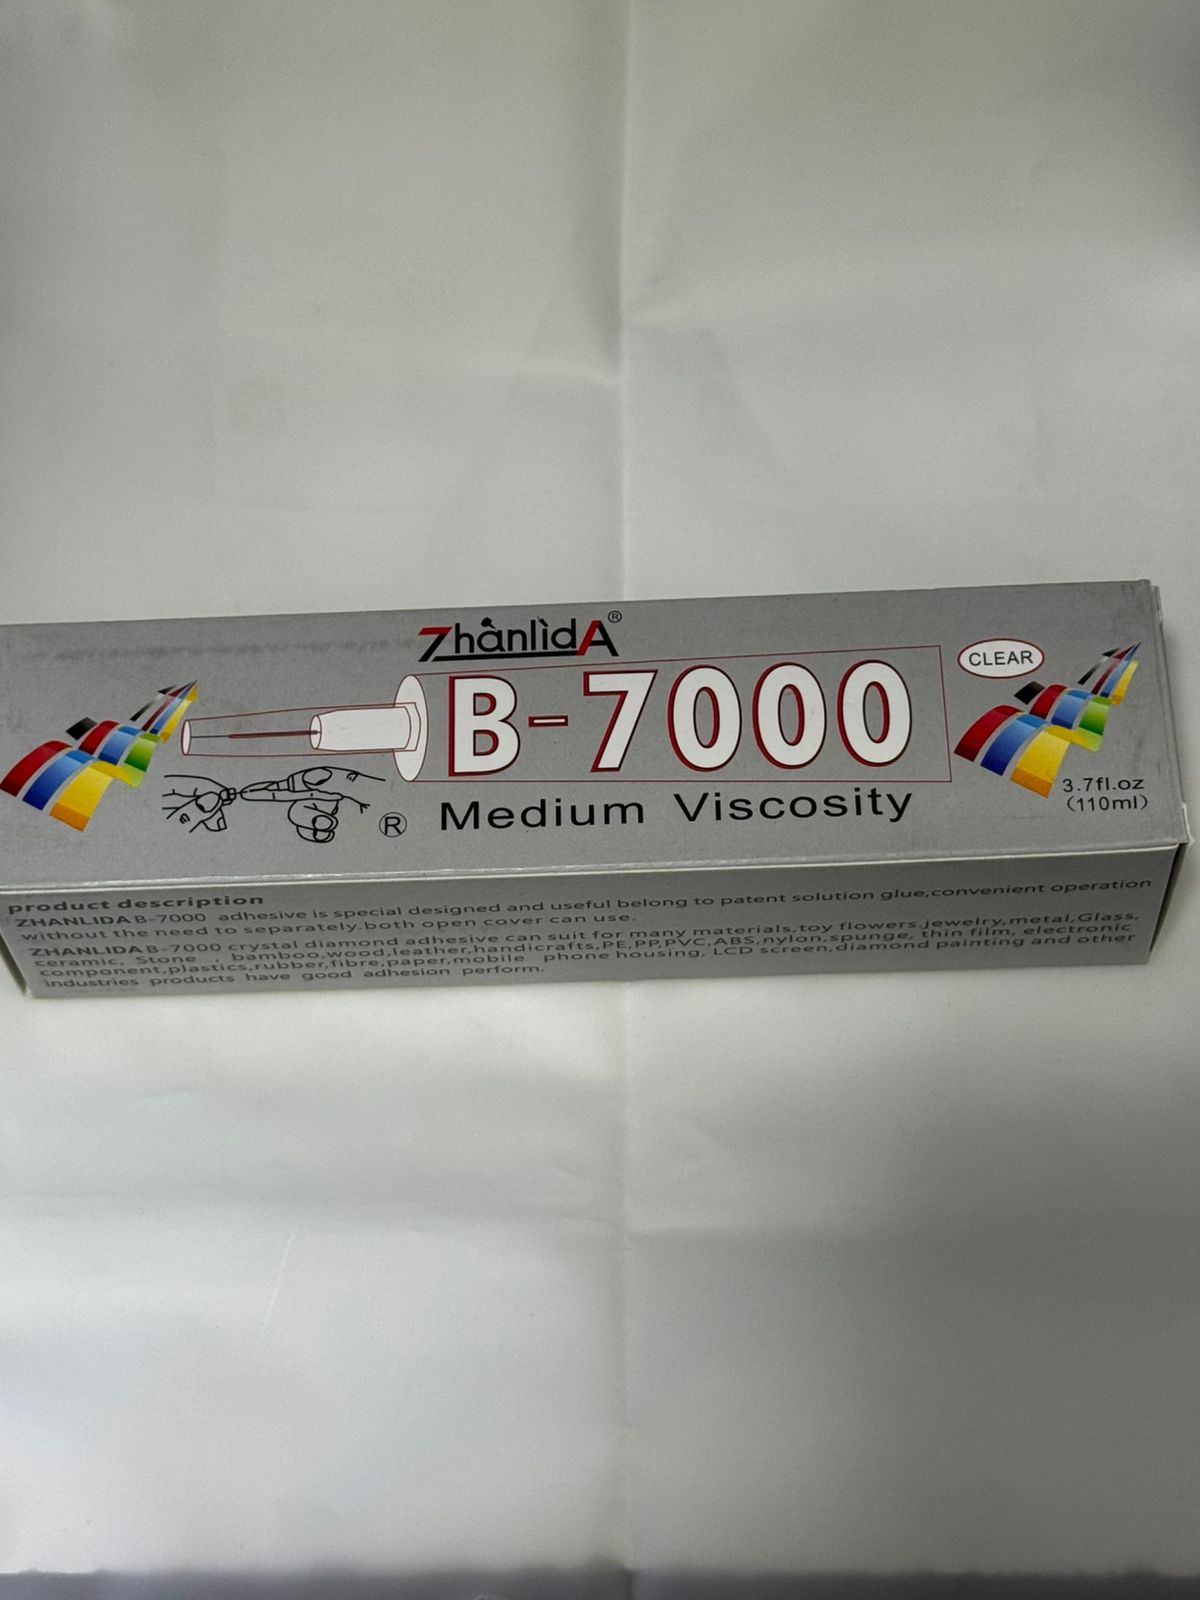 ZhànlìdA®
B-7000
CLEAR
3.7fl.oz
(110ml)
® Medium Viscosity
product description
ZHANLIDA B-7000 adhesive is special designed and useful belong to patent solution glue,convenient operation
without the need to separately.both open cover can use.
ZHANLIDA B-7000 crystal diamond adhesive can suit for many materials,toy flowers.jewelry,metal,Glass,
ceramic, Stone , bamboo,wood,leather,handicrafts,PE,PP,PVC,ABS,nylon,spunge, thin film, electronic
component,plastics,rubber,fibre,paper,mobile phone housing, LCD screen,diamond painting and other
industries products have good adhesion perform.